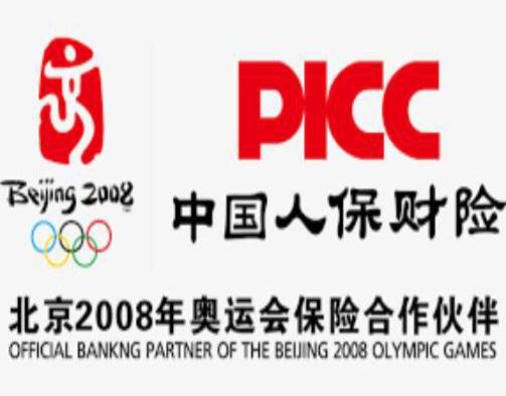 Beijing 2008
PICC
中国人保财险
北京2008年奥运会保险合作伙伴
OFFICIAL BANKNG PARTNER OF THE BEIJING 2008 OLYMPIC GAMES